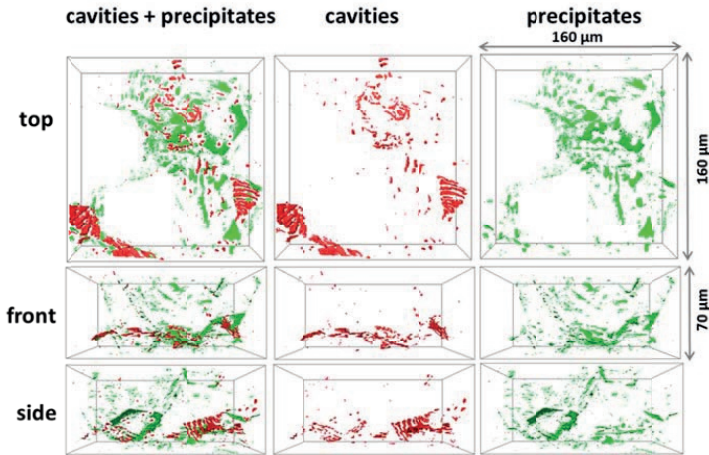 cavities + precipitates
cavities
precipitates
160 µm
top
160 µm
front
70 µm
side